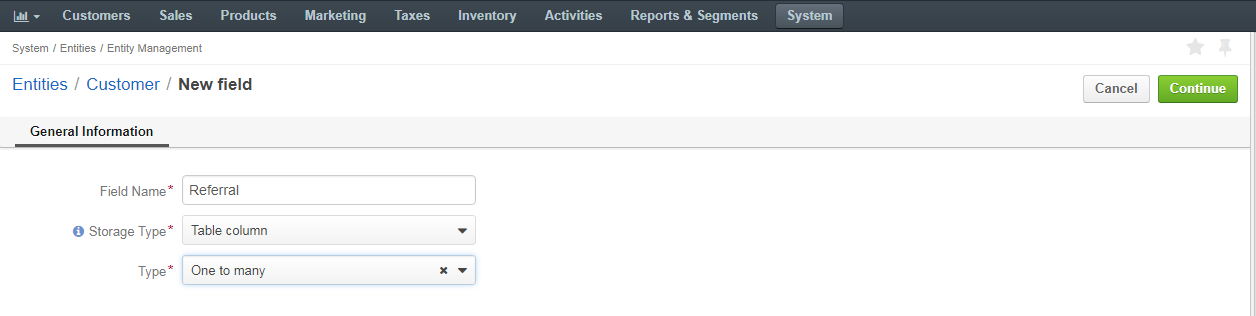 Customers Sales Products Marketing Taxes Inventory Activities Reports & Segments System
System / Entities / Entity Management
Entities / Customer / New field
Cancel Continue
General Information
Field Name* Referral
Storage Type* Table column
Type* One to many